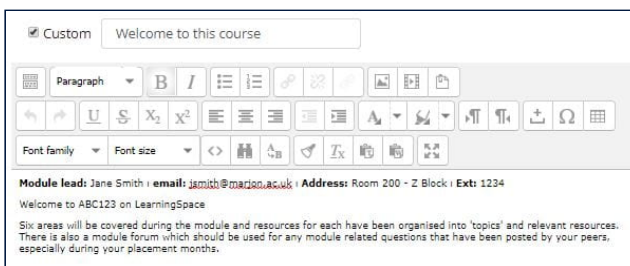 Custom Welcome to this course
Paragraph B I
U S X₂ X² A Ω
Font family Font size <> A B Tx
Module lead: Jane Smith | email: jsmith@marjon.ac.uk | Address: Room 200 - Z Block | Ext: 1234
Welcome to ABC123 on LearningSpace
Six areas will be covered during the module and resources for each have been organised into 'topics' and relevant resources.
There is also a module forum which should be used for any module related questions that have been posted by your peers,
especially during your placement months.